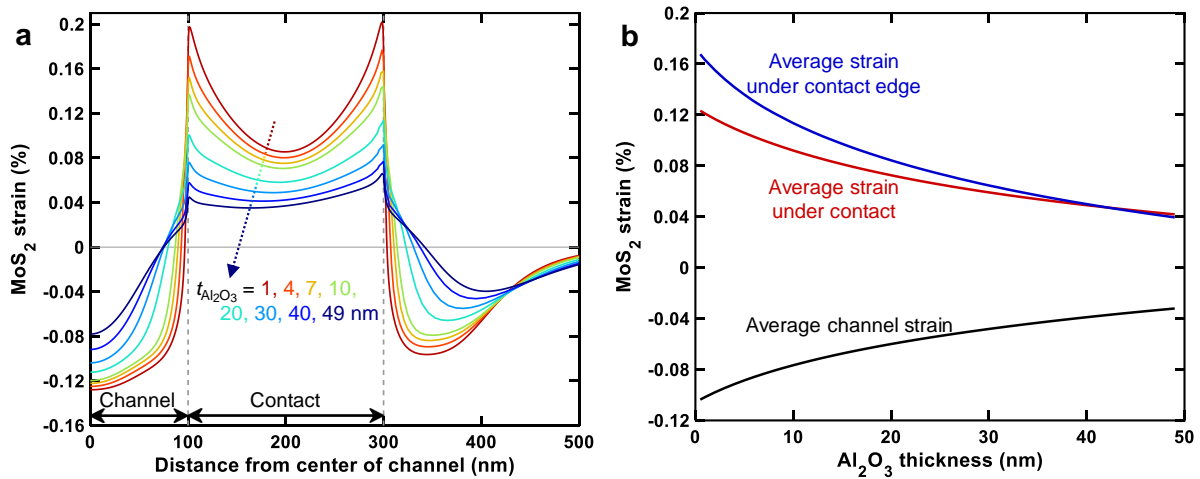 a
MoS2 strain (%)
0.2
0.16
0.12
0.08
0.04
0
-0.04
-0.08
-0.12
-0.16
tAl2O3 = 1, 4, 7, 10,
20, 30, 40, 49 nm
Channel
Contact
0
100
200
300
400
500
Distance from center of channel (nm)
b
MoS2 strain (%)
0.2
0.16
0.12
0.08
0.04
0
-0.04
-0.08
-0.12
Average strain
under contact edge
Average strain
under contact
Average channel strain
0
10
20
30
40
50
Al2O3 thickness (nm)